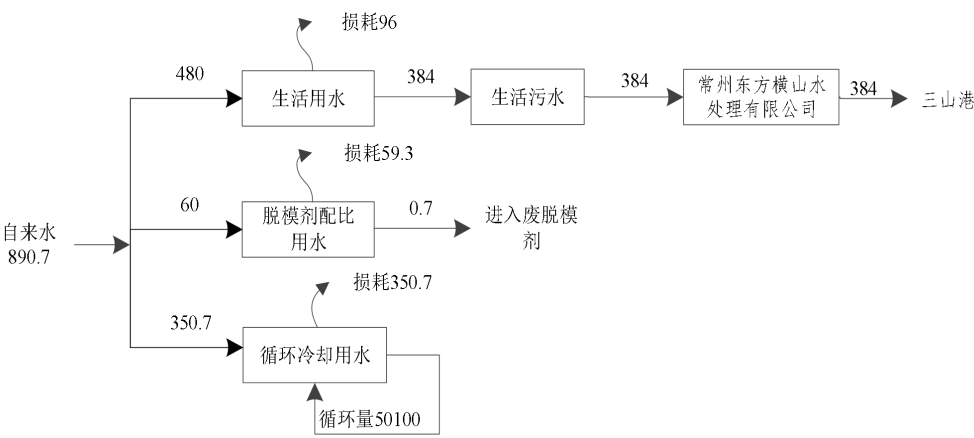 损耗96
480
生活用水
384
生活污水
384
常州东方横山水
处理有限公司
384
三山港
损耗59.3
60
脱模剂配比
用水
0.7
进入废脱模
剂
自来水
890.7
损耗350.7
350.7
循环冷却用水
循环量50100